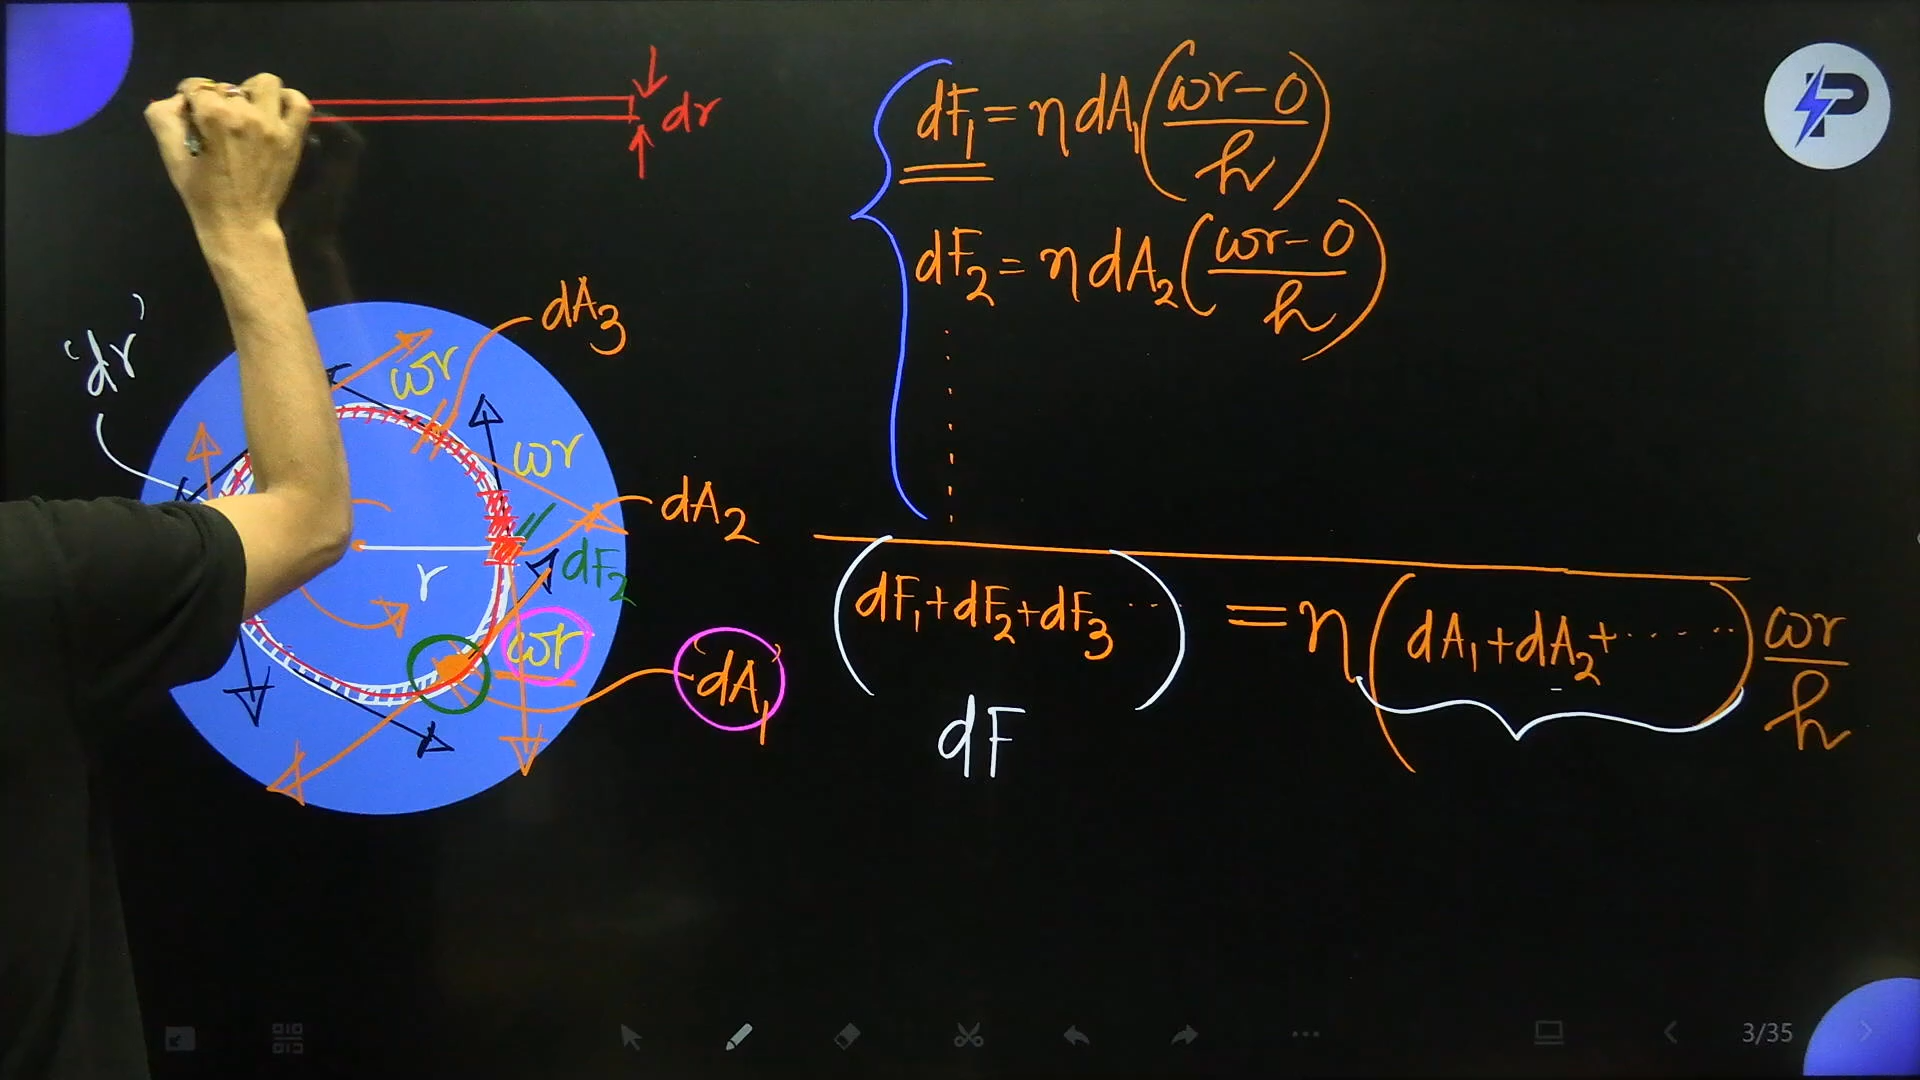 dr
dF₁ = η dA₁ (ωr - 0 / h)
dF₂ = η dA₂ (ωr - 0 / h)
dA₃
'dr'
ωr
ωr
dA₂
dF₂
r
ωr
'dA₁'
(dF₁ + dF₂ + dF₃ ...) = η (dA₁ + dA₂ + ......) ωr / h
dF
P
3/35